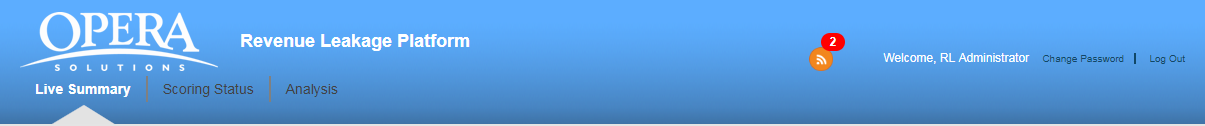 OPERA
SOLUTIONS
Revenue Leakage Platform
2
Welcome, RL Administrator Change Password | Log Out
Live Summary Scoring Status Analysis